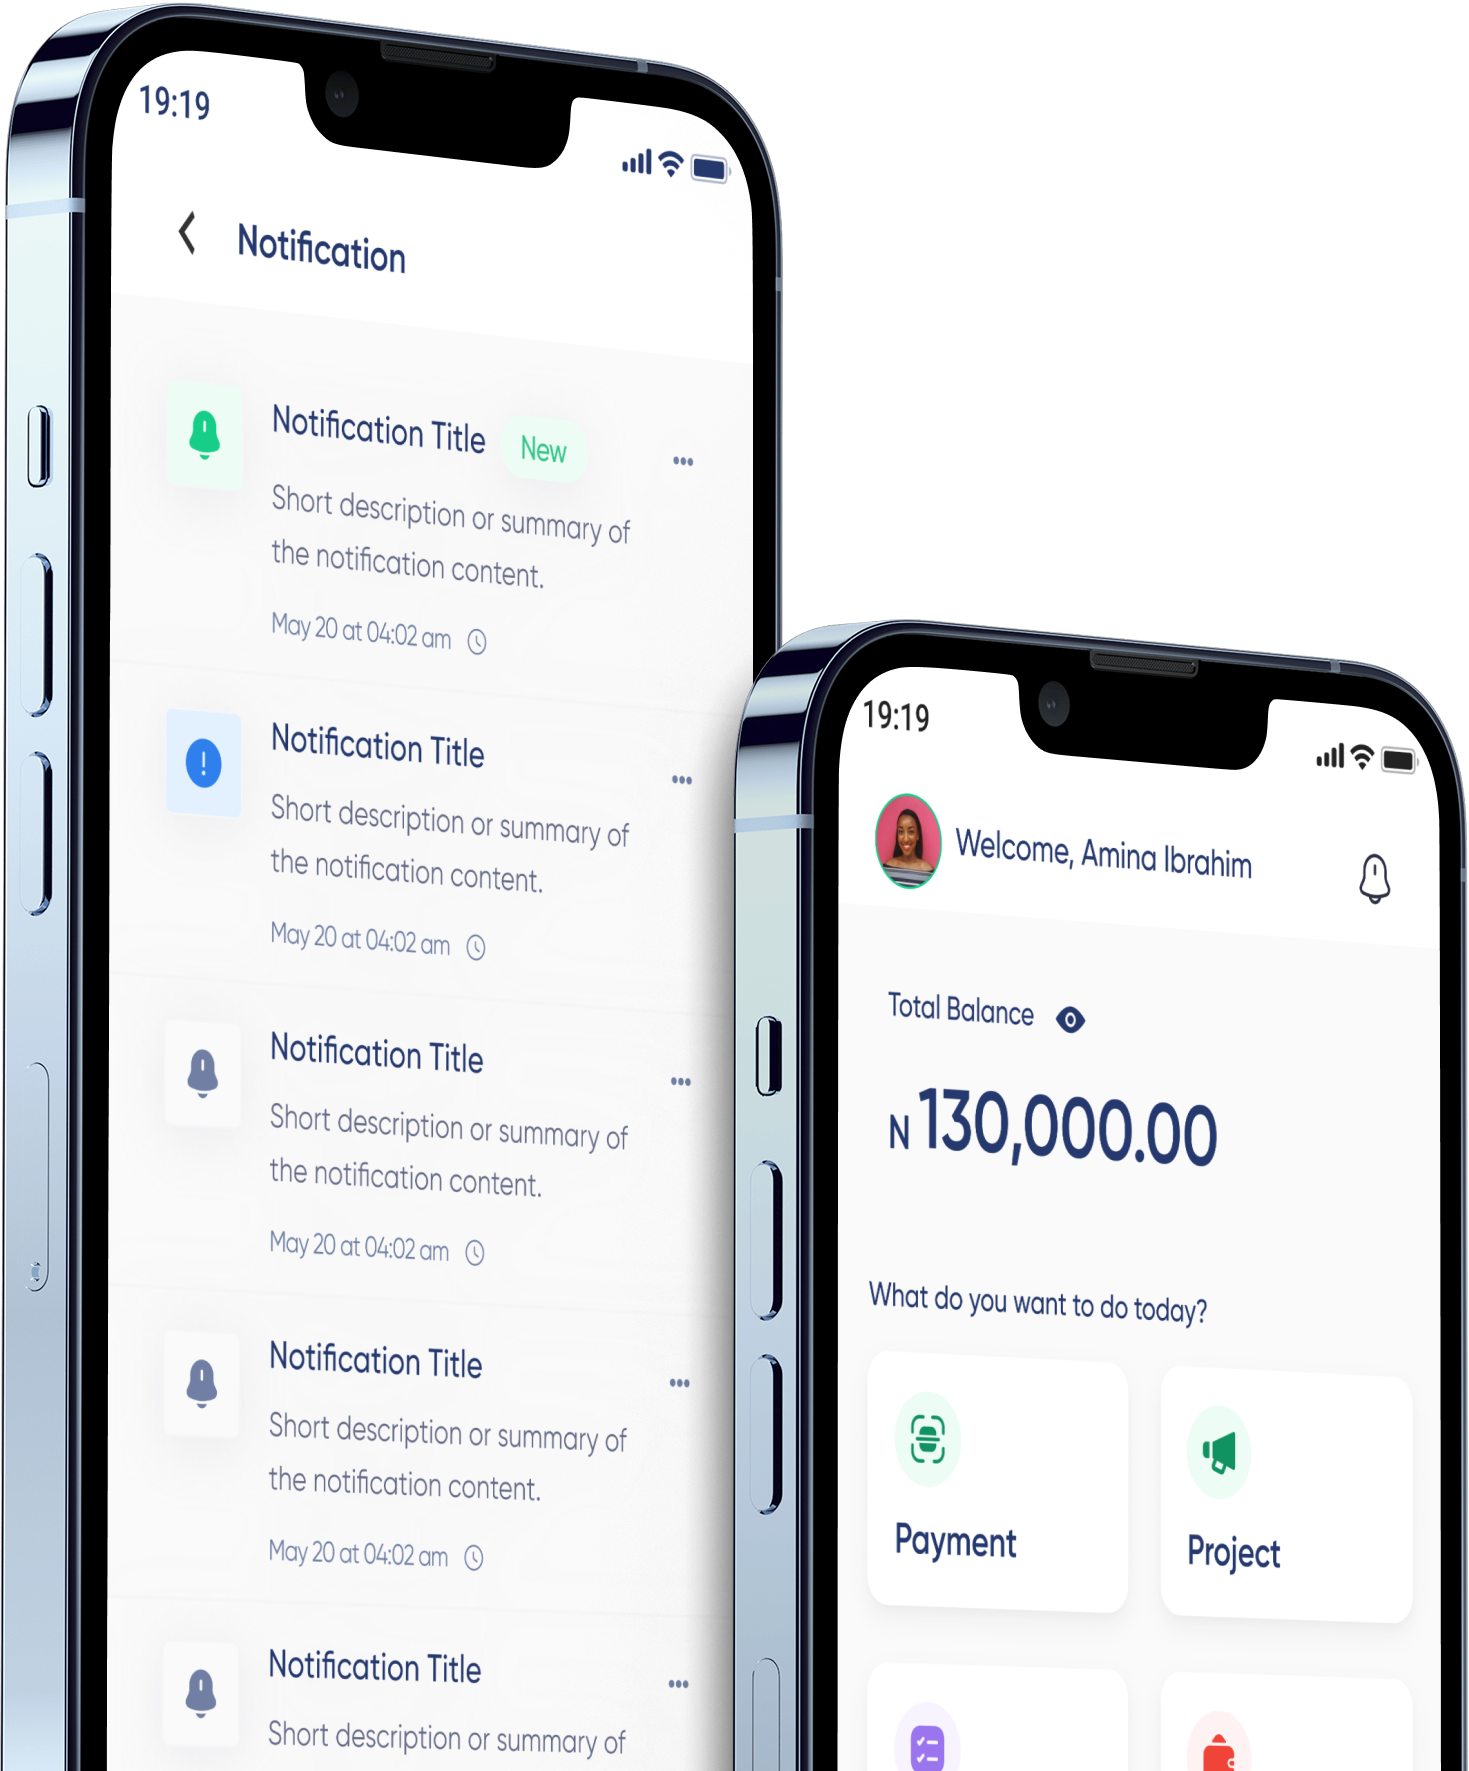 19:19
Notification
Notification Title New
Short description or summary of
the notification content.
May 20 at 04:02 am
Notification Title
Short description or summary of
the notification content.
May 20 at 04:02 am
Notification Title
Short description or summary of
the notification content.
May 20 at 04:02 am
Notification Title
Short description or summary of
the notification content.
May 20 at 04:02 am
Notification Title
Short description or summary of
19:19
Welcome, Amina Ibrahim
Total Balance
N 130,000.00
What do you want to do today?
Payment
Project